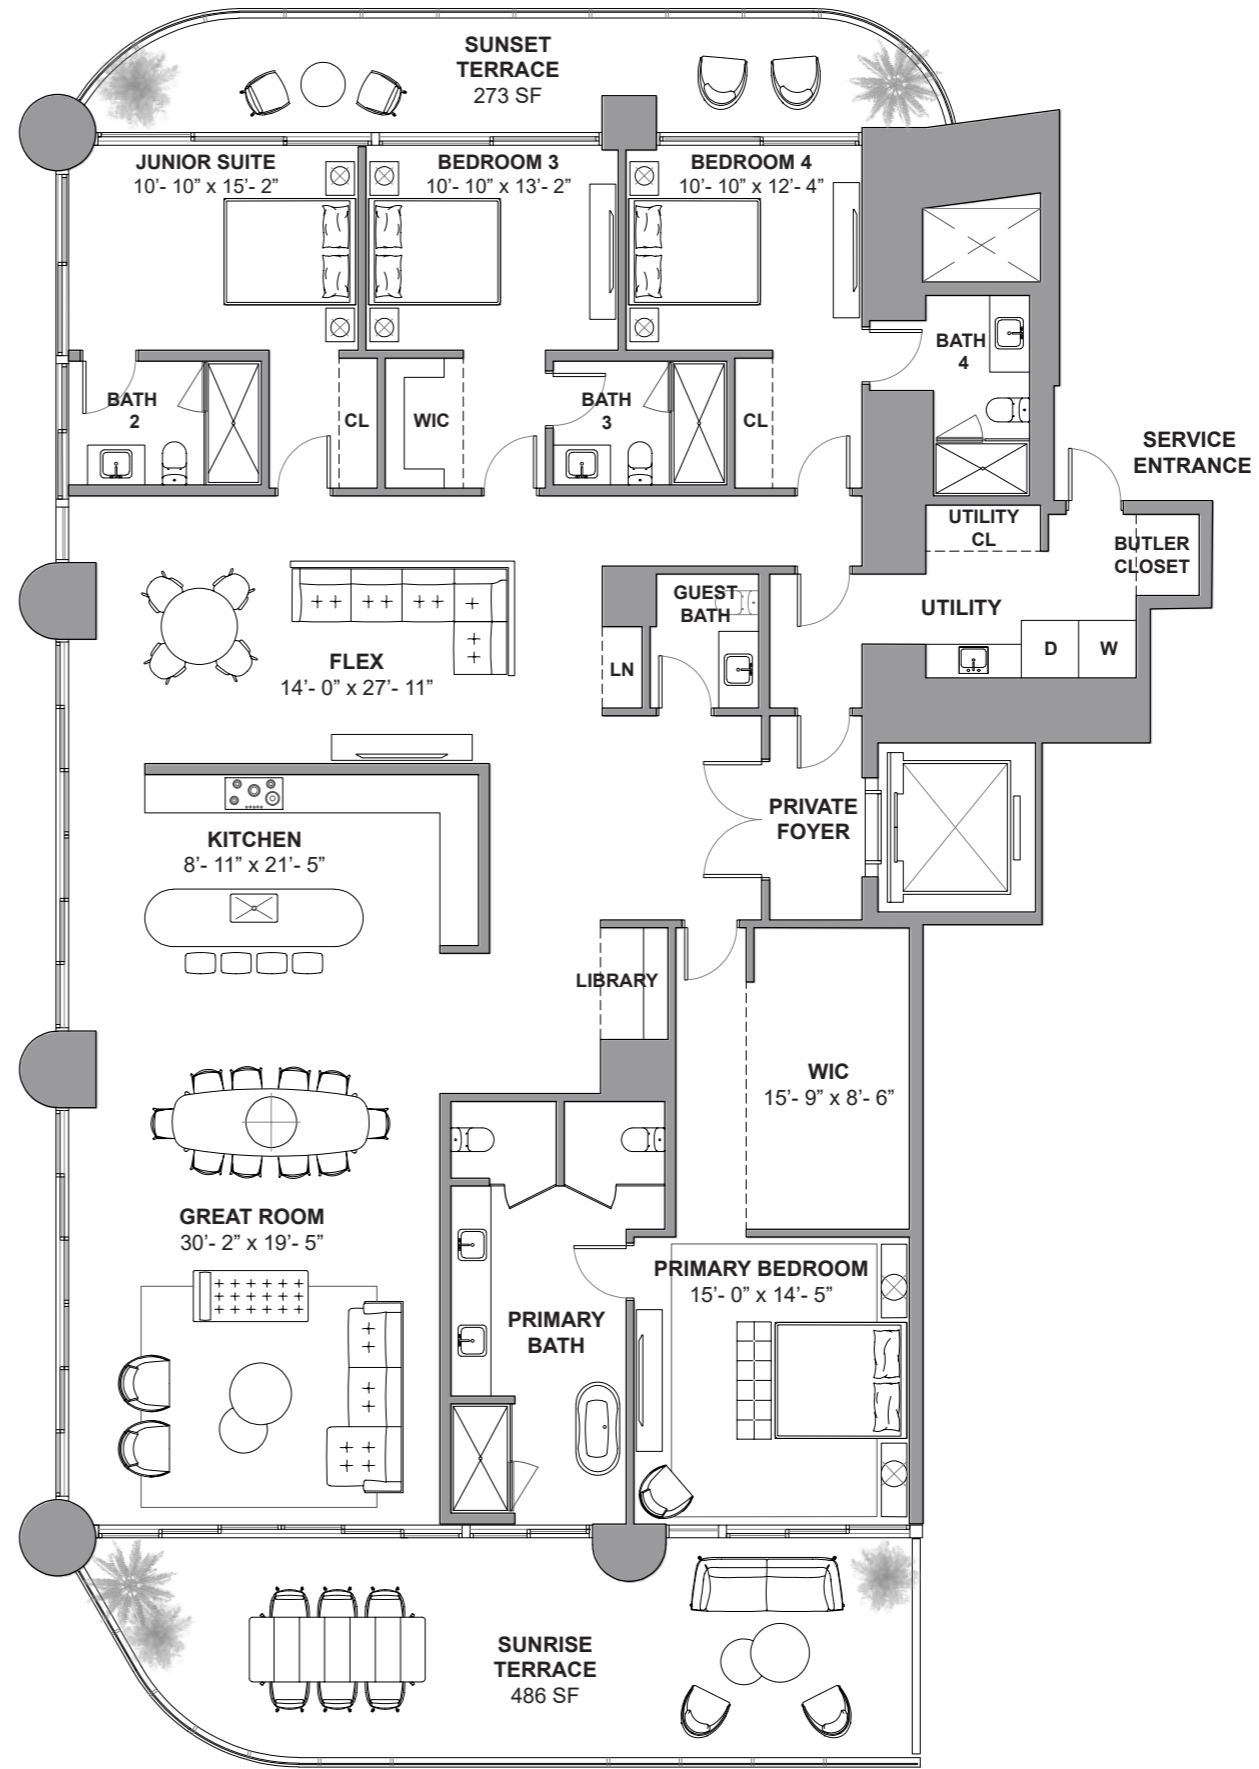 SUNSET
TERRACE
273 SF
JUNIOR SUITE
10’- 10” x 15’- 2”
BEDROOM 3
10’- 10” x 13’- 2”
BEDROOM 4
10’- 10” x 12’- 4”
BATH
2
CL
WIC
BATH
3
CL
BATH
4
SERVICE
ENTRANCE
UTILITY
CL
BUTLER
CLOSET
UTILITY
D
W
GUEST
BATH
LN
FLEX
14’- 0” x 27’- 11”
KITCHEN
8’- 11” x 21’- 5”
PRIVATE
FOYER
LIBRARY
WIC
15’- 9” x 8’- 6”
GREAT ROOM
30’- 2” x 19’- 5”
PRIMARY
BATH
PRIMARY BEDROOM
15’- 0” x 14’- 5”
SUNRISE
TERRACE
486 SF